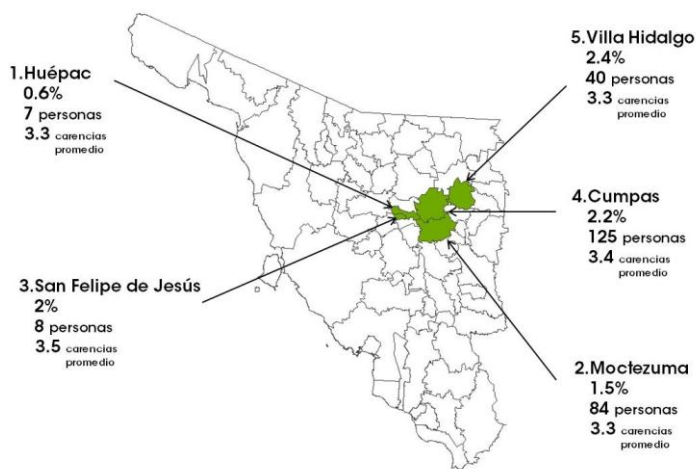 1.Huépac
0.6%
7 personas
3.3 carencias
promedio
3.San Felipe de Jesús
2%
8 personas
3.5 carencias
promedio
5.Villa Hidalgo
2.4%
40 personas
3.3 carencias
promedio
4.Cumpas
2.2%
125 personas
3.4 carencias
promedio
2.Moctezuma
1.5%
84 personas
3.3 carencias
promedio